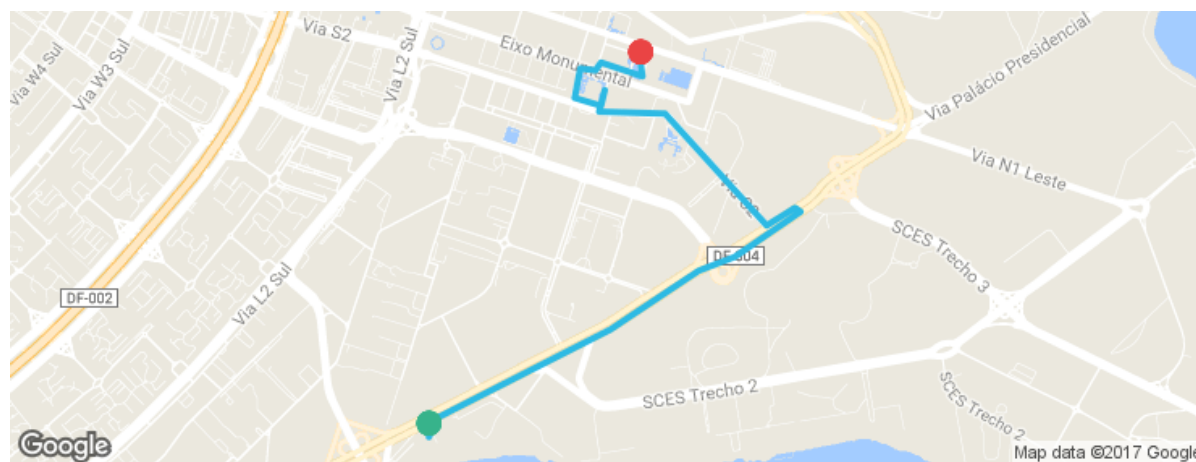 Via S2
Via L2 Sul
Eixo Monumental
Via W4 Sul
Via W3 Sul
Via Palácio Presidencial
Via N1 Leste
SCES Trecho 3
DF-002
Via L2 Sul
SCES Trecho 2
SCES Trecho 2
Google
Map data ©2017 Google